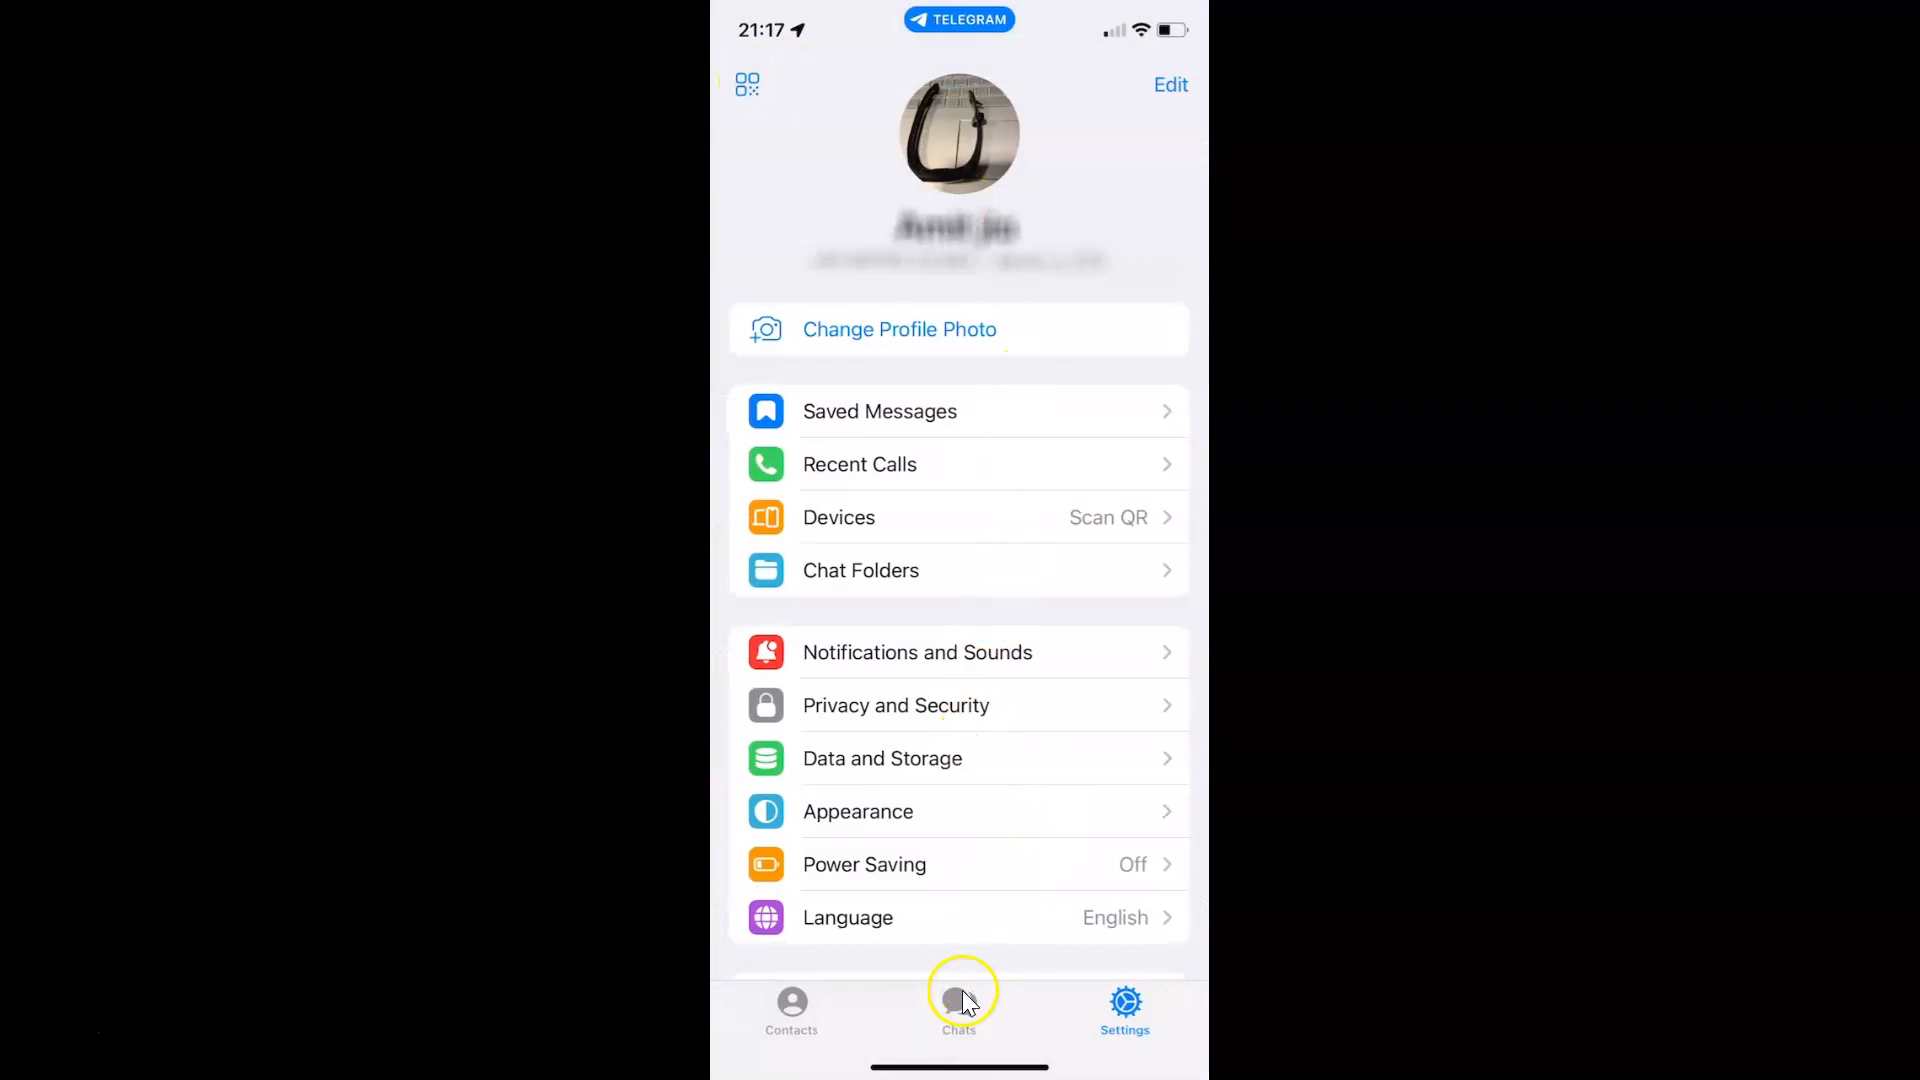 21:17
TELEGRAM
Edit
Change Profile Photo
Saved Messages
Recent Calls
Devices Scan QR
Chat Folders
Notifications and Sounds
Privacy and Security
Data and Storage
Appearance
Power Saving Off
Language English
Contacts Chats Settings